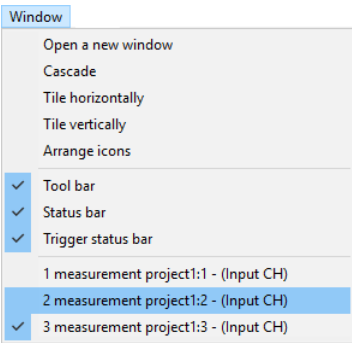 Window
Open a new window
Cascade
Tile horizontally
Tile vertically
Arrange icons
Tool bar
Status bar
Trigger status bar
1 measurement project1:1 - (Input CH)
2 measurement project1:2 - (Input CH)
3 measurement project1:3 - (Input CH)